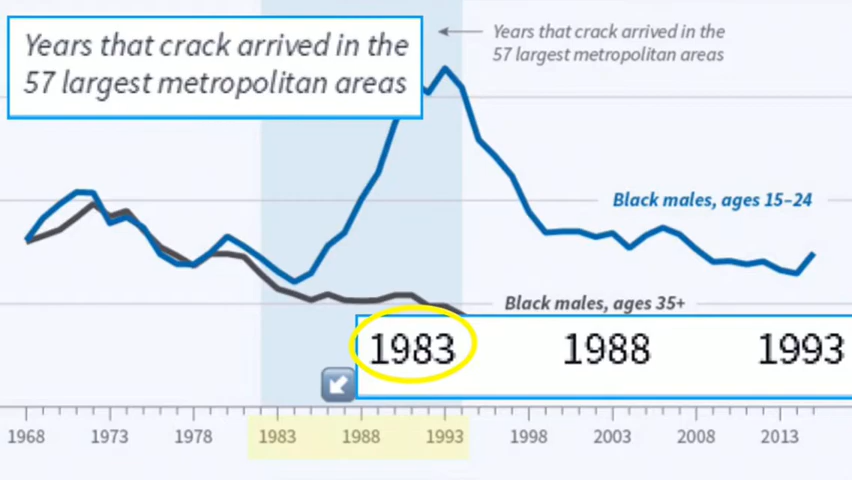 Years that crack arrived in the
57 largest metropolitan areas
Years that crack arrived in the
57 largest metropolitan areas
Black males, ages 15–24
Black males, ages 35+
1983 1988 1993
1968 1973 1978 1983 1988 1993 1998 2003 2008 2013